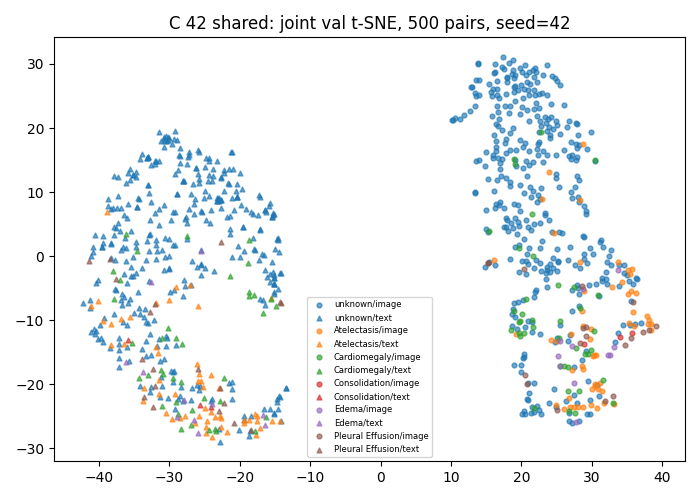 C 42 shared: joint val t-SNE, 500 pairs, seed=42
30
20
10
0
−10
−20
−30
unknown/image
unknown/text
Atelectasis/image
Atelectasis/text
Cardiomegaly/image
Cardiomegaly/text
Consolidation/image
Consolidation/text
Edema/image
Edema/text
Pleural Effusion/image
Pleural Effusion/text
−40 −30 −20 −10 0 10 20 30 40